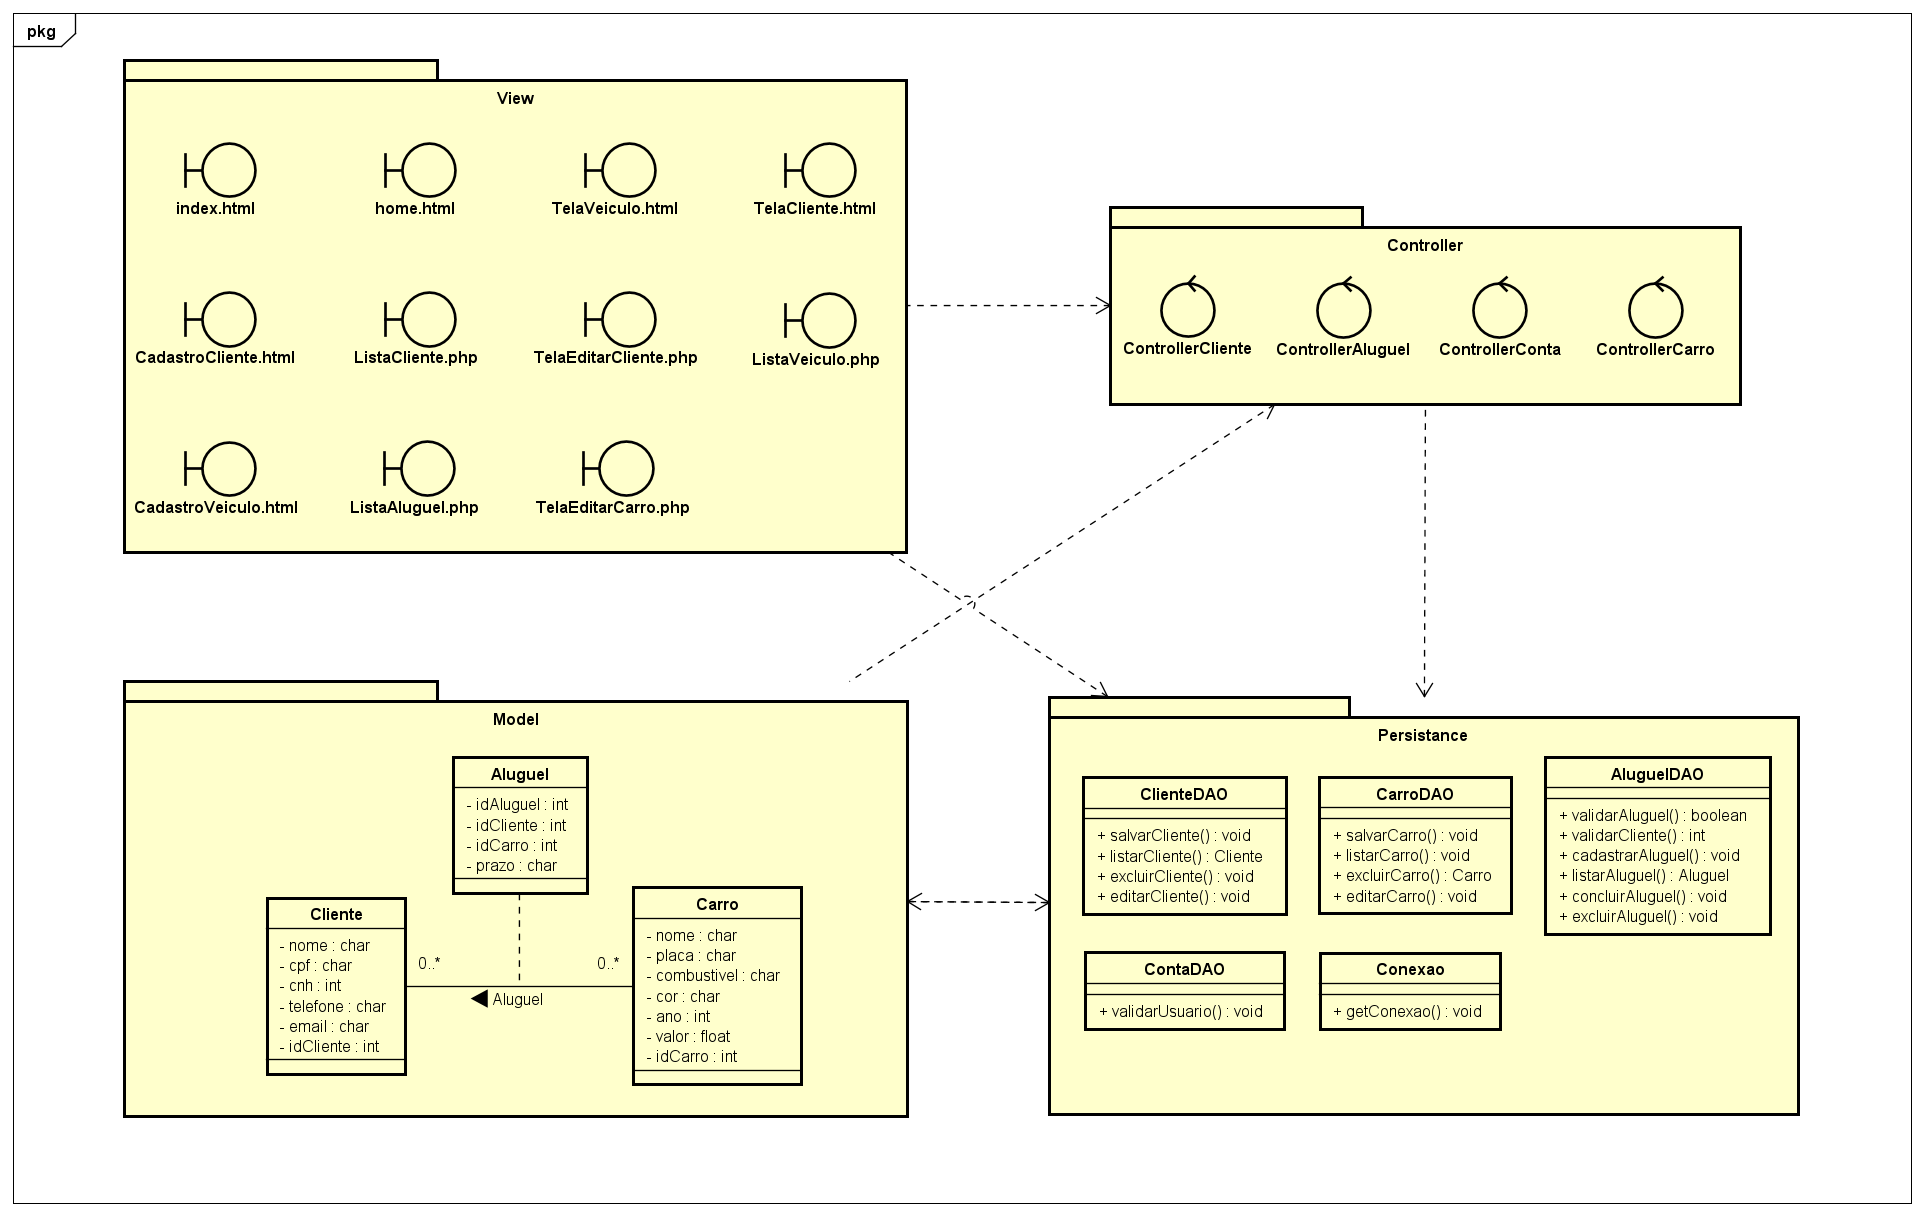 pkg
View
index.html
home.html
TelaVeiculo.html
TelaCliente.html
CadastroCliente.html
ListaCliente.php
TelaEditarCliente.php
ListaVeiculo.php
CadastroVeiculo.html
ListaAluguel.php
TelaEditarCarro.php
Controller
ControllerCliente
ControllerAluguel
ControllerConta
ControllerCarro
Model
Aluguel
- idAluguel : int
- idCliente : int
- idCarro : int
- prazo : char
Cliente
- nome : char
- cpf : char
- cnh : int
- telefone : char
- email : char
- idCliente : int
0..*
0..*
Aluguel
Carro
- nome : char
- placa : char
- combustivel : char
- cor : char
- ano : int
- valor : float
- idCarro : int
Persistance
ClienteDAO
+ salvarCliente() : void
+ listarCliente() : Cliente
+ excluirCliente() : void
+ editarCliente() : void
CarroDAO
+ salvarCarro() : void
+ listarCarro() : void
+ excluirCarro() : Carro
+ editarCarro() : void
AluguelDAO
+ validarAluguel() : boolean
+ validarCliente() : int
+ cadastrarAluguel() : void
+ listarAluguel() : Aluguel
+ concluirAluguel() : void
+ excluirAluguel() : void
ContaDAO
+ validarUsuario() : void
Conexao
+ getConexao() : void